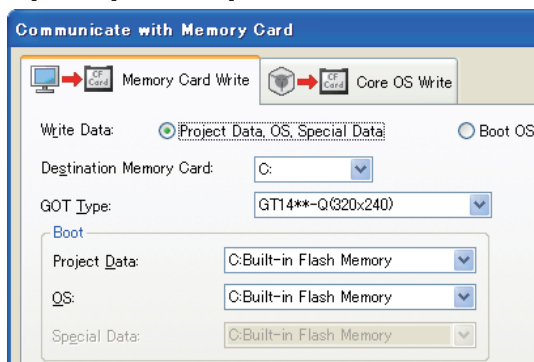 Communicate with Memory Card
CF Card Memory Card Write CF Card Core OS Write
Write Data: Project Data, OS, Special Data Boot OS
Destination Memory Card: C:
GOT Type: GT14**-Q(320x240)
Boot
Project Data: C:Built-in Flash Memory
OS: C:Built-in Flash Memory
Special Data: C:Built-in Flash Memory